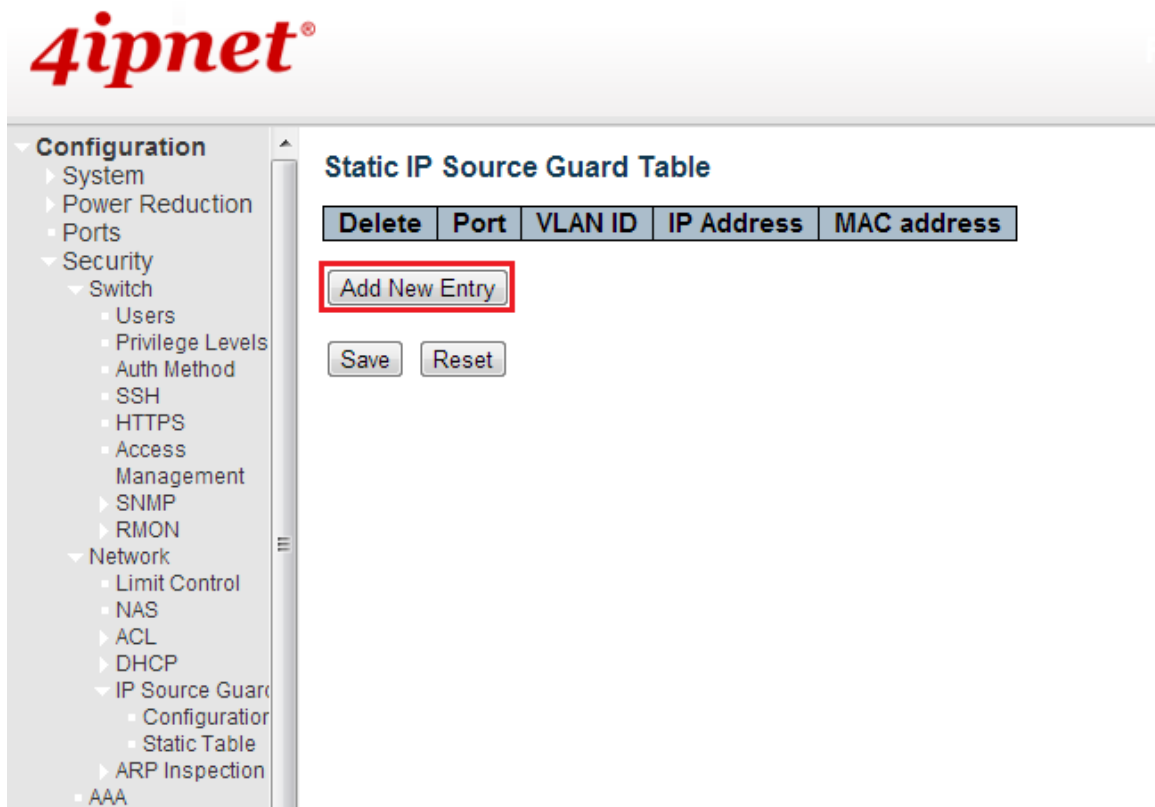 4ipnet®
Configuration
System
Power Reduction
Ports
Security
Switch
Users
Privilege Levels
Auth Method
SSH
HTTPS
Access
Management
SNMP
RMON
Network
Limit Control
NAS
ACL
DHCP
IP Source Guard
Configuration
Static Table
ARP Inspection
AAA
Static IP Source Guard Table
Delete Port VLAN ID IP Address MAC address
Add New Entry
Save Reset